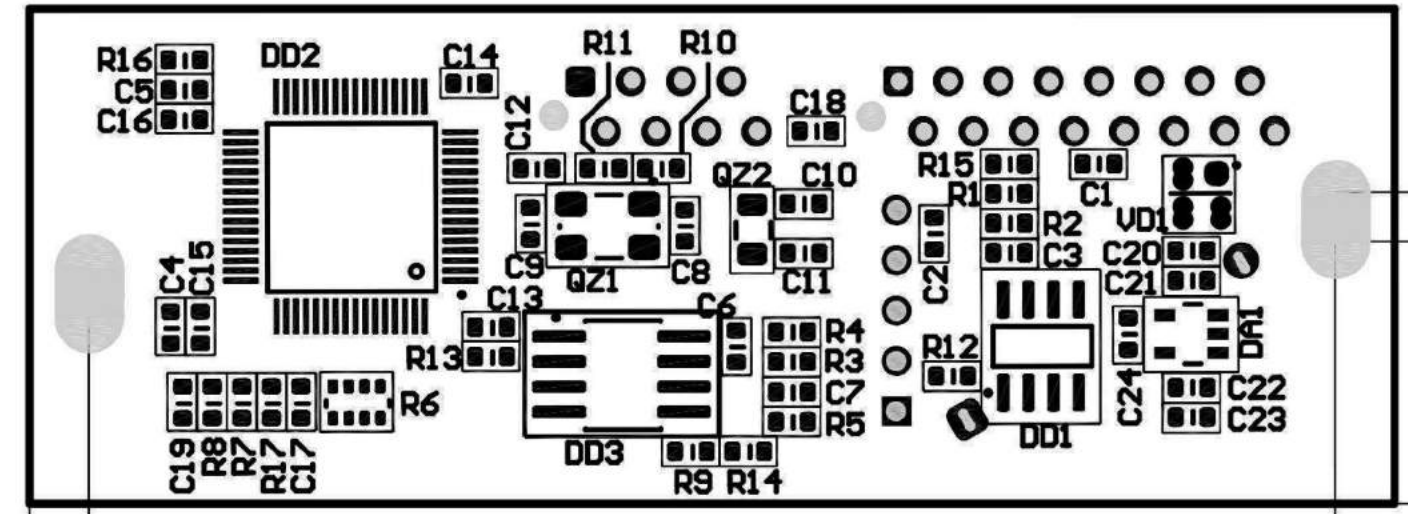 R16
C5
C16
DD2
C14
R11
R10
C12
C18
R15
R1
C1
QZ2
C10
R2
VD1
C9
QZ1
C8
C11
C2
C3
C20
C21
C4
C15
C13
C6
R13
R4
R3
C7
R5
R12
DA1
C24
C22
C23
DD1
R6
DD3
R9
R14
C19
R8
R7
R17
C17